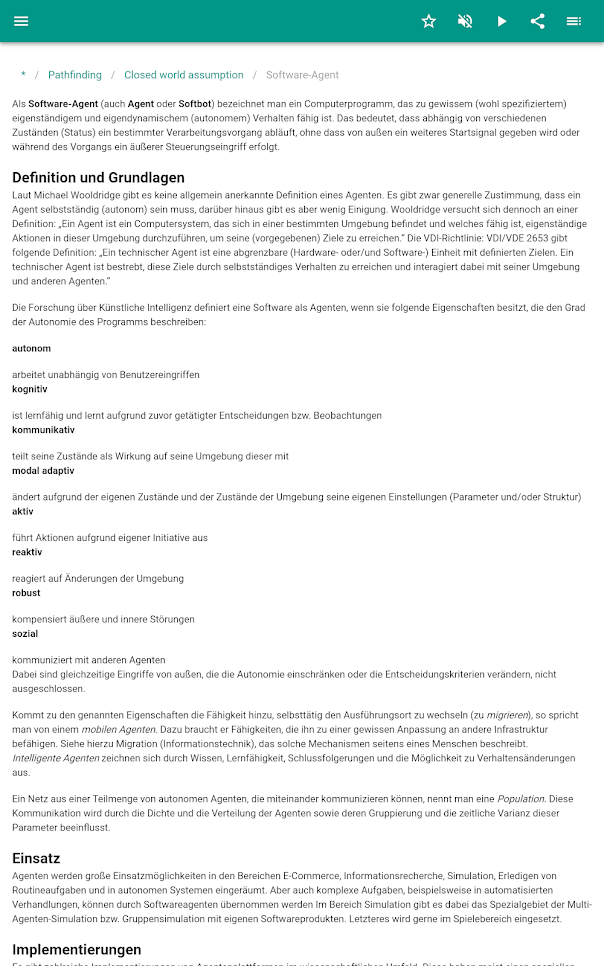 * / Pathfinding / Closed world assumption / Software-Agent
Als Software-Agent (auch Agent oder Softbot) bezeichnet man ein Computerprogramm, das zu gewissem (wohl spezifiziertem)
eigenständigem und eigendynamischem (autonomem) Verhalten fähig ist. Das bedeutet, dass abhängig von verschiedenen
Zuständen (Status) ein bestimmter Verarbeitungsvorgang abläuft, ohne dass von außen ein weiteres Startsignal gegeben wird oder
während des Vorgangs ein äußerer Steuerungseingriff erfolgt.
Definition und Grundlagen
Laut Michael Wooldridge gibt es keine allgemein anerkannte Definition eines Agenten. Es gibt zwar generelle Zustimmung, dass ein
Agent selbstständig (autonom) sein muss, darüber hinaus gibt es aber wenig Einigung. Wooldridge versucht sich dennoch an einer
Definition: „Ein Agent ist ein Computersystem, das sich in einer bestimmten Umgebung befindet und welches fähig ist, eigenständige
Aktionen in dieser Umgebung durchzuführen, um seine (vorgegebenen) Ziele zu erreichen.“ Die VDI-Richtlinie: VDI/VDE 2653 gibt
folgende Definition: „Ein technischer Agent ist eine abgrenzbare (Hardware- oder/und Software-) Einheit mit definierten Zielen. Ein
technischer Agent ist bestrebt, diese Ziele durch selbstständiges Verhalten zu erreichen und interagiert dabei mit seiner Umgebung
und anderen Agenten.“
Die Forschung über Künstliche Intelligenz definiert eine Software als Agenten, wenn sie folgende Eigenschaften besitzt, die den Grad
der Autonomie des Programms beschreiben:
autonom
arbeitet unabhängig von Benutzereingriffen
kognitiv
ist lernfähig und lernt aufgrund zuvor getätigter Entscheidungen bzw. Beobachtungen
kommunikativ
teilt seine Zustände als Wirkung auf seine Umgebung dieser mit
modal adaptiv
ändert aufgrund der eigenen Zustände und der Zustände der Umgebung seine eigenen Einstellungen (Parameter und/oder Struktur)
aktiv
führt Aktionen aufgrund eigener Initiative aus
reaktiv
reagiert auf Änderungen der Umgebung
robust
kompensiert äußere und innere Störungen
sozial
kommuniziert mit anderen Agenten
Dabei sind gleichzeitige Eingriffe von außen, die die Autonomie einschränken oder die Entscheidungskriterien verändern, nicht
ausgeschlossen.
Kommt zu den genannten Eigenschaften die Fähigkeit hinzu, selbsttätig den Ausführungsort zu wechseln (zu migrieren), so spricht
man von einem mobilen Agenten. Dazu braucht er Fähigkeiten, die ihn zu einer gewissen Anpassung an andere Infrastruktur
befähigen. Siehe hierzu Migration (Informationstechnik), das solche Mechanismen seitens eines Menschen beschreibt.
Intelligente Agenten zeichnen sich durch Wissen, Lernfähigkeit, Schlussfolgerungen und die Möglichkeit zu Verhaltensänderungen
aus.
Ein Netz aus einer Teilmenge von autonomen Agenten, die miteinander kommunizieren können, nennt man eine Population. Diese
Kommunikation wird durch die Dichte und die Verteilung der Agenten sowie deren Gruppierung und die zeitliche Varianz dieser
Parameter beeinflusst.
Einsatz
Agenten werden große Einsatzmöglichkeiten in den Bereichen E-Commerce, Informationsrecherche, Simulation, Erledigen von
Routineaufgaben und in autonomen Systemen eingeräumt. Aber auch komplexe Aufgaben, beispielsweise in automatisierten
Verhandlungen, können durch Softwareagenten übernommen werden Im Bereich Simulation gibt es dabei das Spezialgebiet der Multi-
Agenten-Simulation bzw. Gruppensimulation mit eigenen Softwareprodukten. Letzteres wird gerne im Spielebereich eingesetzt.
Implementierungen
Es gibt zahlreiche Implementierungen von Agentenplattformen im wissenschaftlichen Umfeld. Diese haben meist einen speziellen